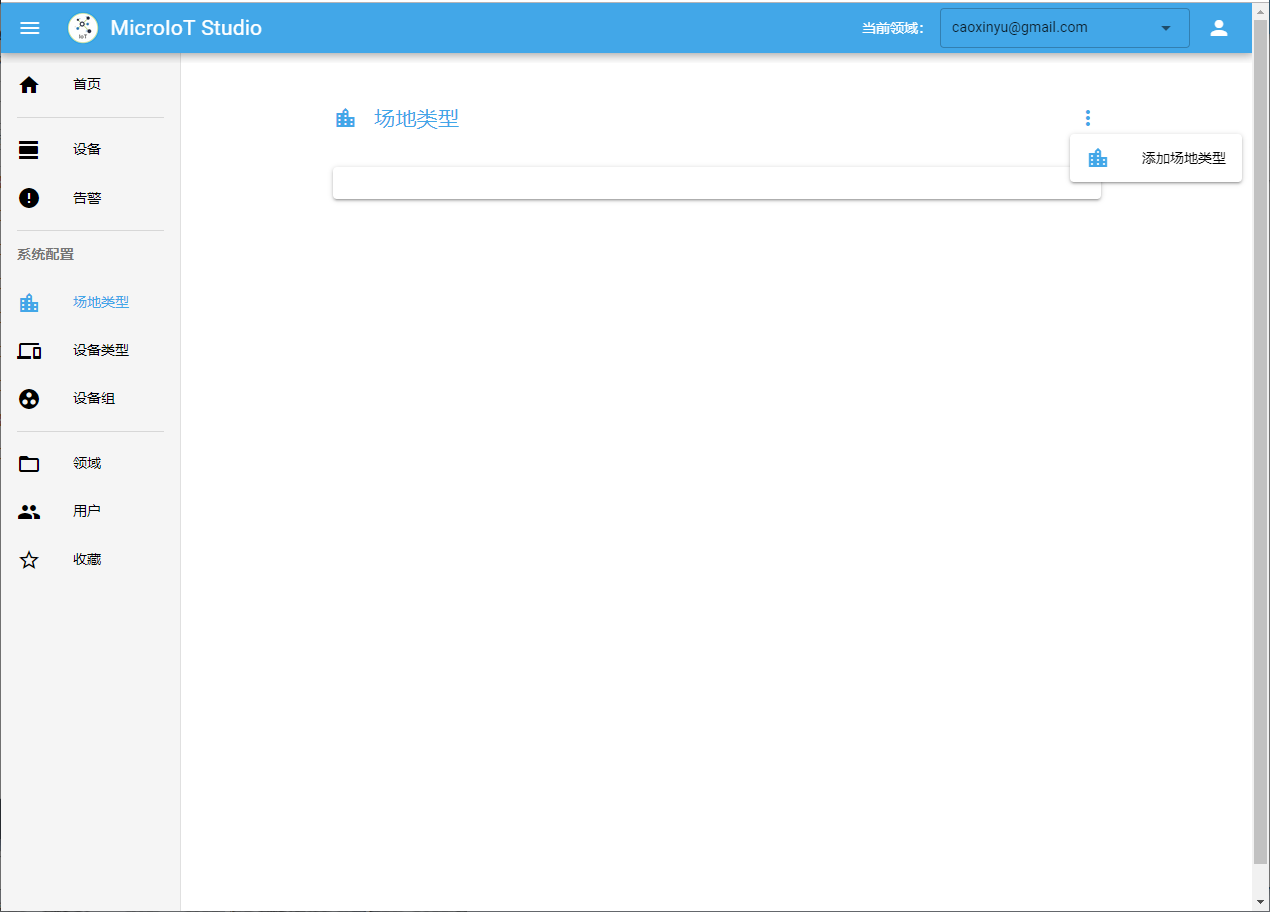 MicroIoT Studio
当前领域：
caoxinyu@gmail.com
首页
设备
告警
系统配置
场地类型
设备类型
设备组
领域
用户
收藏
场地类型
添加场地类型